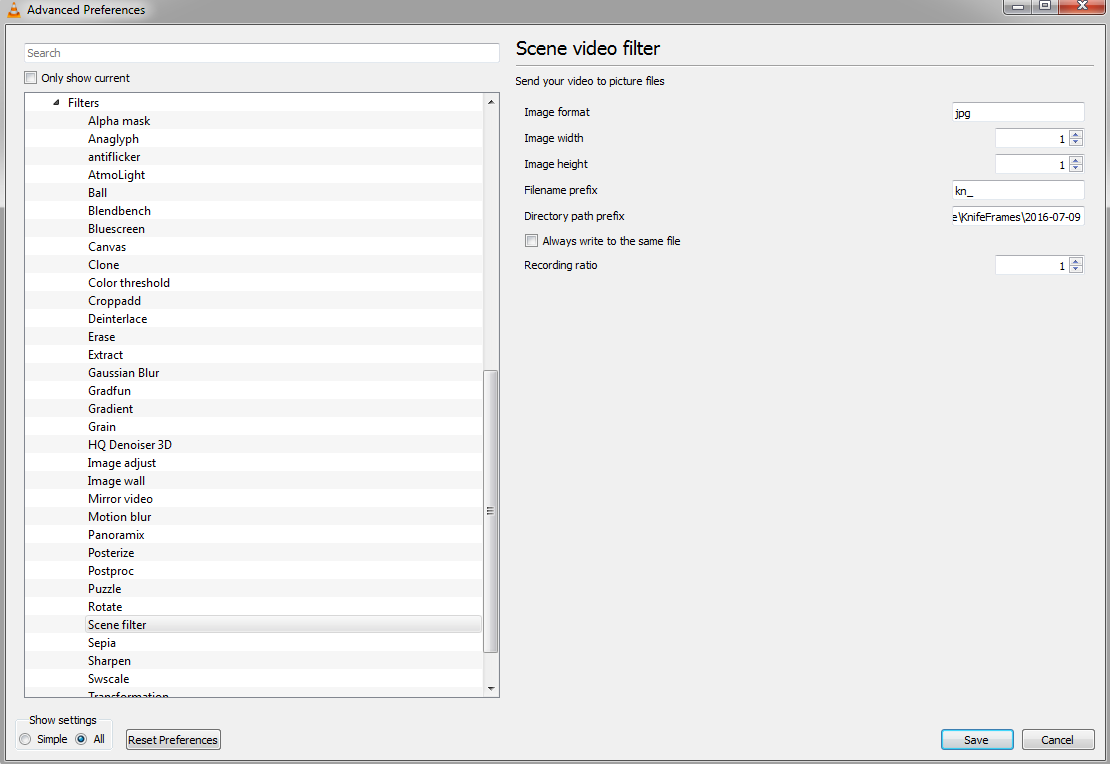 Advanced Preferences
Search
Only show current
Filters
Alpha mask
Anaglyph
antiflicker
AtmoLight
Ball
Blendbench
Bluescreen
Canvas
Clone
Color threshold
Croppadd
Deinterlace
Erase
Extract
Gaussian Blur
Gradfun
Gradient
Grain
HQ Denoiser 3D
Image adjust
Image wall
Mirror video
Motion blur
Panoramix
Posterize
Postproc
Puzzle
Rotate
Scene filter
Sepia
Sharpen
Swscale
Transformation
Show settings
Simple All Reset Preferences
Scene video filter
Send your video to picture files
Image format jpg
Image width 1
Image height 1
Filename prefix kn_
Directory path prefix e\KnifeFrames\2016-07-09
Always write to the same file
Recording ratio 1
Save Cancel